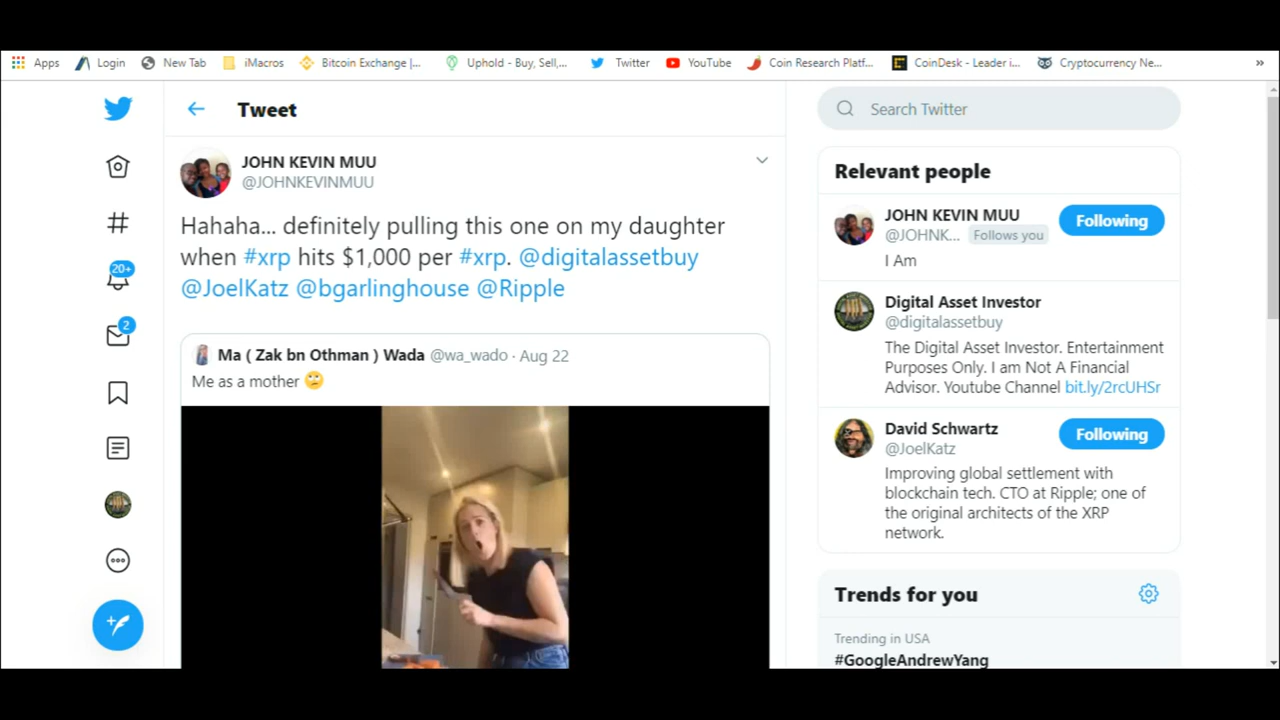 Apps Login New Tab iMacros Bitcoin Exchange |... Uphold - Buy, Sell,... Twitter YouTube Coin Research Platf... CoinDesk - Leader i... Cryptocurrency Ne... »
Tweet
Search Twitter
JOHN KEVIN MUU
@JOHNKEVINMUU
Hahaha... definitely pulling this one on my daughter
when #xrp hits $1,000 per #xrp. @digitalassetbuy
@JoelKatz @bgarlinghouse @Ripple
Ma ( Zak bn Othman ) Wada @wa_wado · Aug 22
Me as a mother 🙄
20+
2
Relevant people
JOHN KEVIN MUU
@JOHNK... Follows you
Following
I Am
Digital Asset Investor
@digitalassetbuy
The Digital Asset Investor. Entertainment
Purposes Only. I am Not A Financial
Advisor. Youtube Channel bit.ly/2rcUHSr
David Schwartz
@JoelKatz
Following
Improving global settlement with
blockchain tech. CTO at Ripple; one of
the original architects of the XRP
network.
Trends for you
Trending in USA
#GoogleAndrewYang